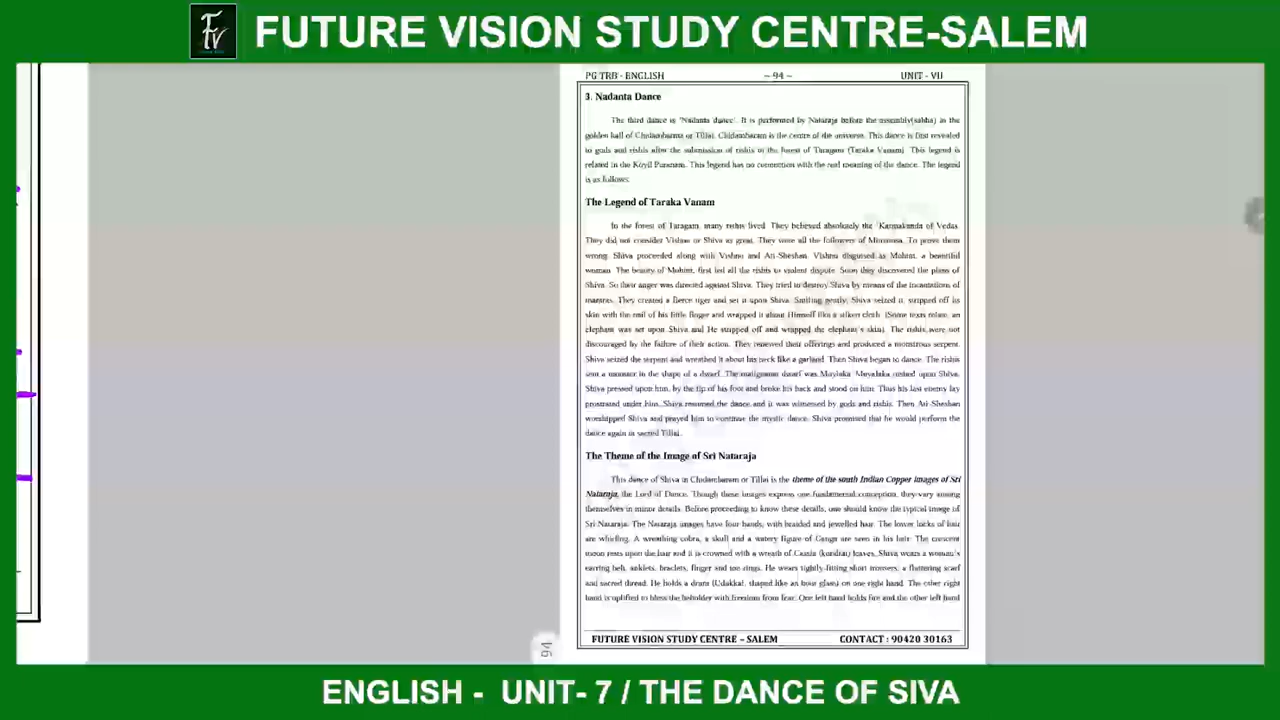 Fv
FUTURE VISION STUDY CENTRE-SALEM
PG TRB - ENGLISH ~ 94 ~ UNIT - VII
3. Nadanta Dance
The third dance is 'Nadanta dance'. It is performed by Nataraja before the assembly(sabha) in the
golden hall of Chidambaram or Tillai. Chidambaram is the centre of the universe. This dance is first revealed
to gods and rishis after the submission of rishis in the forest of Taragam (Taraka Vanam). This legend is
related in the Koyil Puranam. This legend has no connection with the real meaning of the dance. The legend
is as follows:
The Legend of Taraka Vanam
In the forest of Taragam, many rishis lived. They believed absolutely the 'Karmakanda of Vedas.
They did not consider Vishnu or Shiva as great. They were all the followers of Mimamsa. To prove them
wrong, Shiva proceeded along with Vishnu and Ati-Sheshan. Vishnu disguised as Mohini, a beautiful
woman. The beauty of Mohini, first led all the rishis to violent dispute. Soon they discovered the plans of
Shiva. So their anger was directed against Shiva. They tried to destroy Shiva by means of the incantations of
mantras. They created a fierce tiger and set it upon Shiva. Smiling gently, Shiva seized it, stripped off its
skin with the nail of his little finger and wrapped it about Himself like a silken cloth. (Some texts relate, an
elephant was set upon Shiva and He stripped off and wrapped the elephant's skin). The rishis were not
discouraged by the failure of their action. They renewed their offerings and produced a monstrous serpent.
Shiva seized the serpent and wreathed it about his neck like a garland. Then Shiva began to dance. The rishis
sent a monster in the shape of a dwarf. The malignant dwarf was Muyalaka. Muyalaka rushed upon Shiva.
Shiva pressed upon him, by the tip of his foot and broke his back and stood on him. Thus his last enemy lay
prostrated under him. Shiva resumed the dance and it was witnessed by gods and rishis. Then Ati-Sheshan
worshipped Shiva and prayed him to continue the mystic dance. Shiva promised that he would perform the
dance again in sacred Tillai.
The Theme of the Image of Sri Nataraja
This dance of Shiva in Chidambaram or Tillai is the theme of the south Indian Copper images of Sri
Nataraja, the Lord of Dance. Though these images express one fundamental conception, they vary among
themselves in minor details. Before proceeding to know these details, one should know the typical image of
Sri Nataraja. The Nataraja images have four hands, with braided and jewelled hair. The lower locks of hair
are whirling. A wreathing cobra, a skull and a watery figure of Ganga are seen in his hair. The crescent
moon rests upon the hair and it is crowned with a wreath of Cassia (kondrai) leaves. Shiva wears a woman's
earring belt, anklets, braclets, finger and toe-rings. He wears tightly-fitting short trousers, a fluttering scarf
and sacred thread. He holds a drum (Udakkai, shaped like an hour glass) on one right hand. The other right
hand is uplifted to bless the beholder with freedom from fear. One left hand holds fire and the other left hand
FUTURE VISION STUDY CENTRE – SALEM CONTACT : 90420 30163
94
ENGLISH - UNIT- 7 / THE DANCE OF SIVA